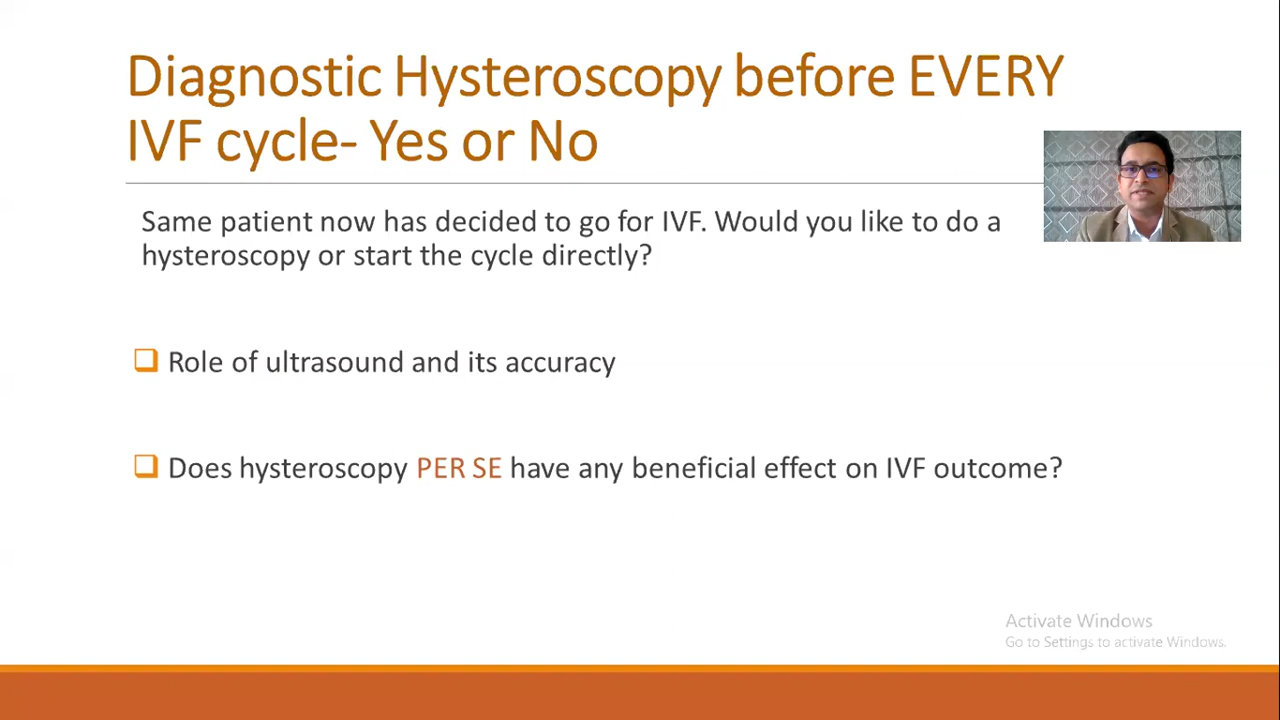 Diagnostic Hysteroscopy before EVERY
IVF cycle- Yes or No
Same patient now has decided to go for IVF. Would you like to do a
hysteroscopy or start the cycle directly?
Role of ultrasound and its accuracy
Does hysteroscopy PER SE have any beneficial effect on IVF outcome?
Activate Windows
Go to Settings to activate Windows.